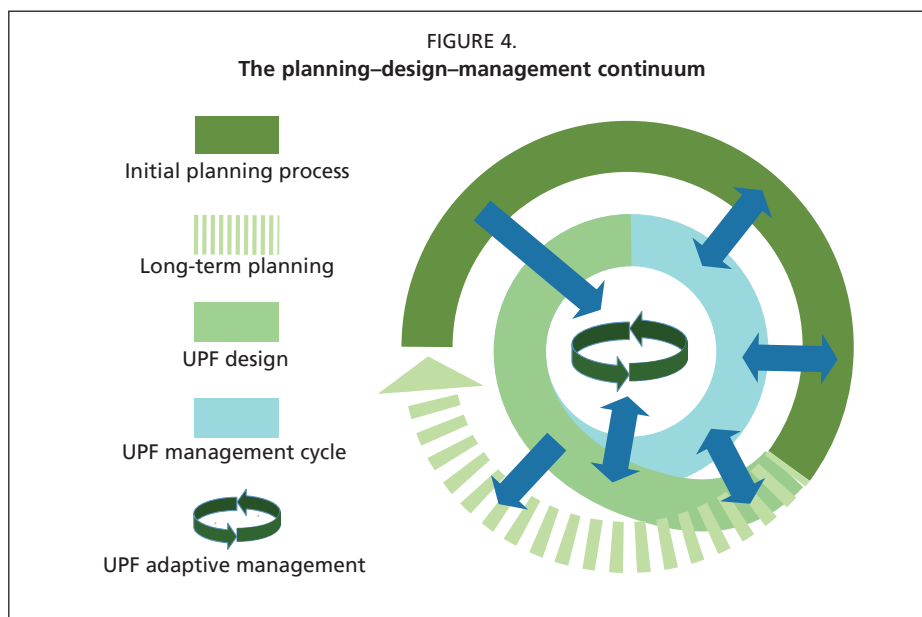 FIGURE 4.
The planning–design–management continuum
Initial planning process
Long-term planning
UPF design
UPF management cycle
UPF adaptive management